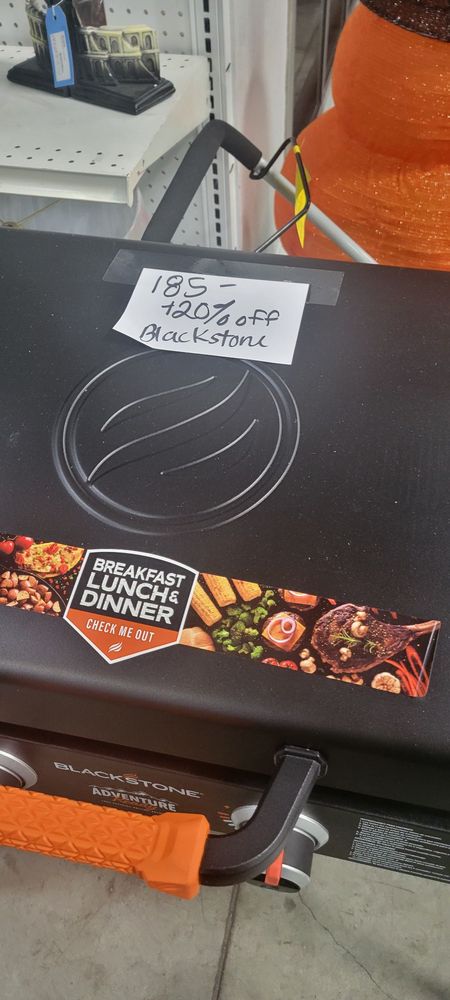 185-
+20% off
Blackstone
BREAKFAST
LUNCH &
DINNER
CHECK ME OUT
BLACKSTONE
ADVENTURE